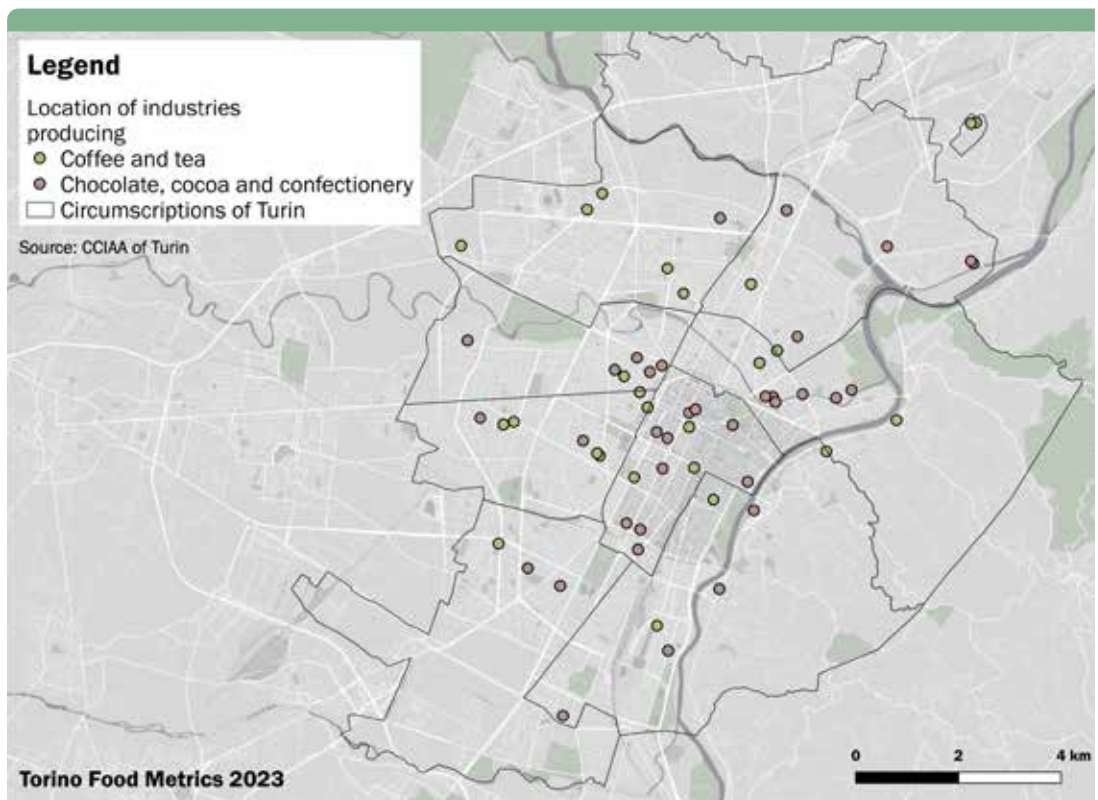 Legend
Location of industries
producing
Coffee and tea
Chocolate, cocoa and confectionery
Circumscriptions of Turin
Source: CCIAA of Turin
Torino Food Metrics 2023
0 2 4 km